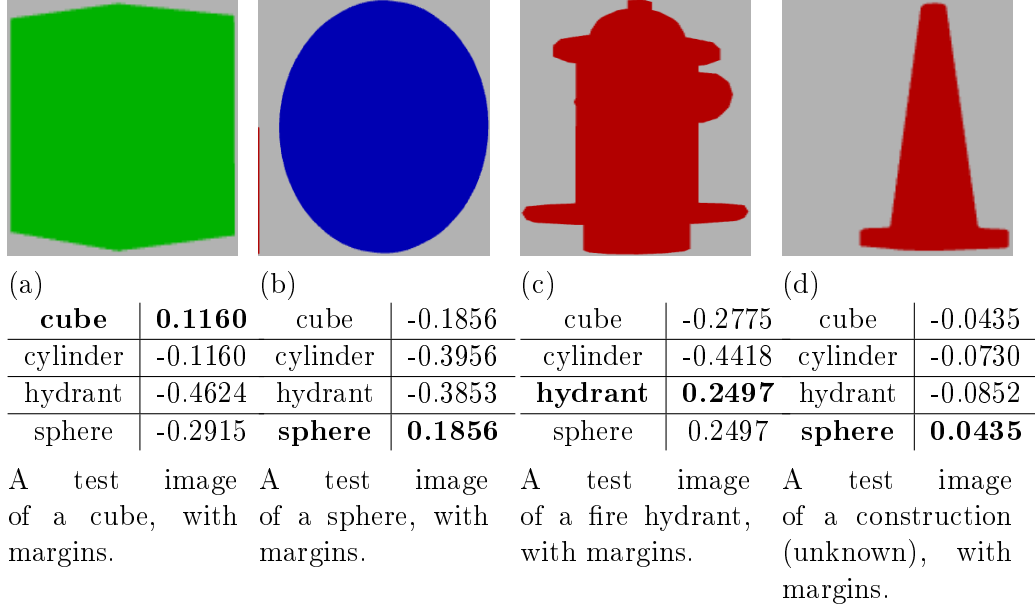 (a) (b) (c) (d)
cube 0.1160 cube -0.1856 cube -0.2775 cube -0.0435
cylinder -0.1160 cylinder -0.3956 cylinder -0.4418 cylinder -0.0730
hydrant -0.4624 hydrant -0.3853 hydrant 0.2497 hydrant -0.0852
sphere -0.2915 sphere 0.1856 sphere 0.2497 sphere 0.0435
A test image
of a cube, with
margins.
A test image
of a sphere, with
margins.
A test image
of a fire hydrant,
with margins.
A test image
of a construction
(unknown), with
margins.